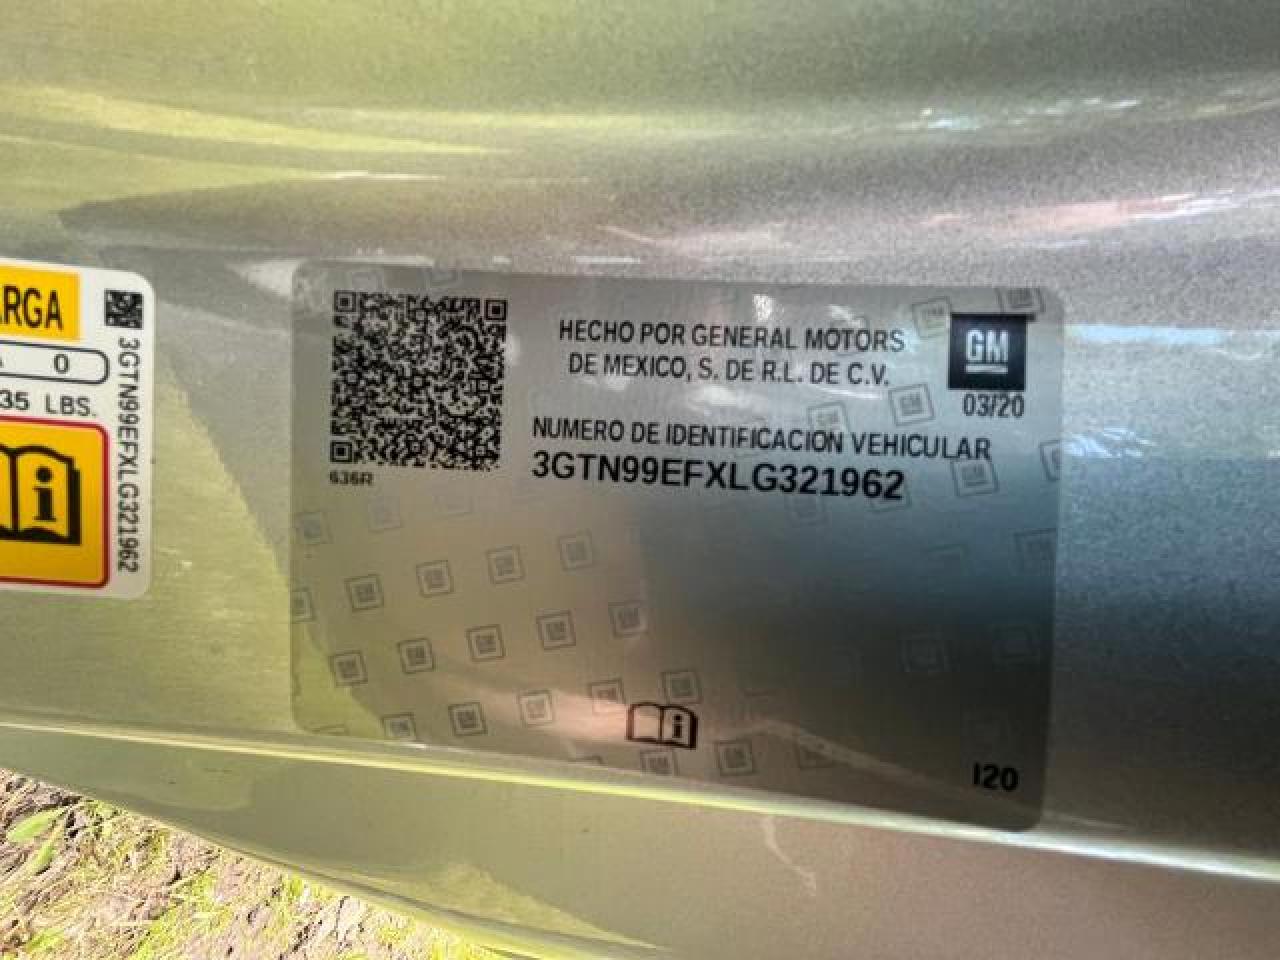 ARGA
0
35 LBS.
3GTN99EFXLG321962
636R
HECHO POR GENERAL MOTORS
DE MEXICO, S. DE R.L. DE C.V.
GM
03/20
NUMERO DE IDENTIFICACION VEHICULAR
3GTN99EFXLG321962
i
I20